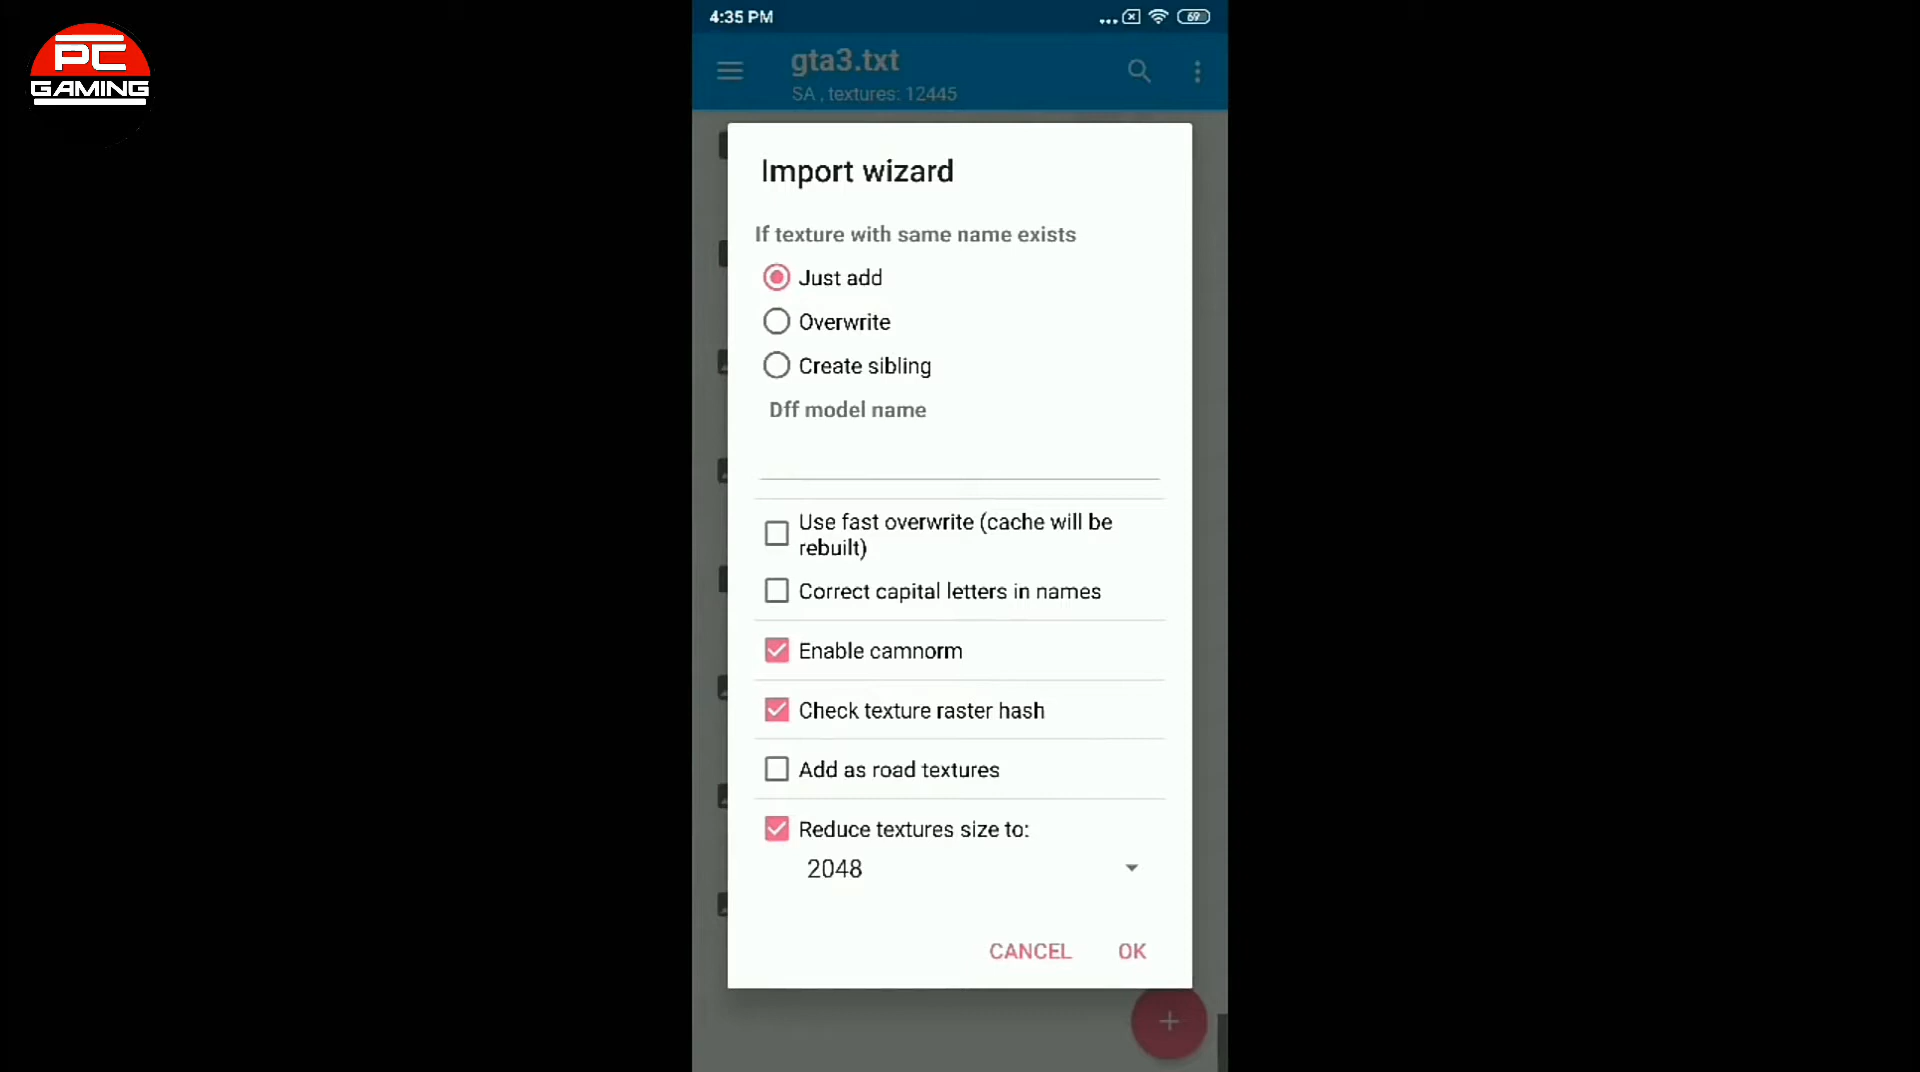 PC
GAMING
4:35 PM
69
gta3.txt
SA , textures: 12445
Import wizard
If texture with same name exists
Just add
Overwrite
Create sibling
Dff model name
Use fast overwrite (cache will be
rebuilt)
Correct capital letters in names
Enable camnorm
Check texture raster hash
Add as road textures
Reduce textures size to:
2048
CANCEL OK